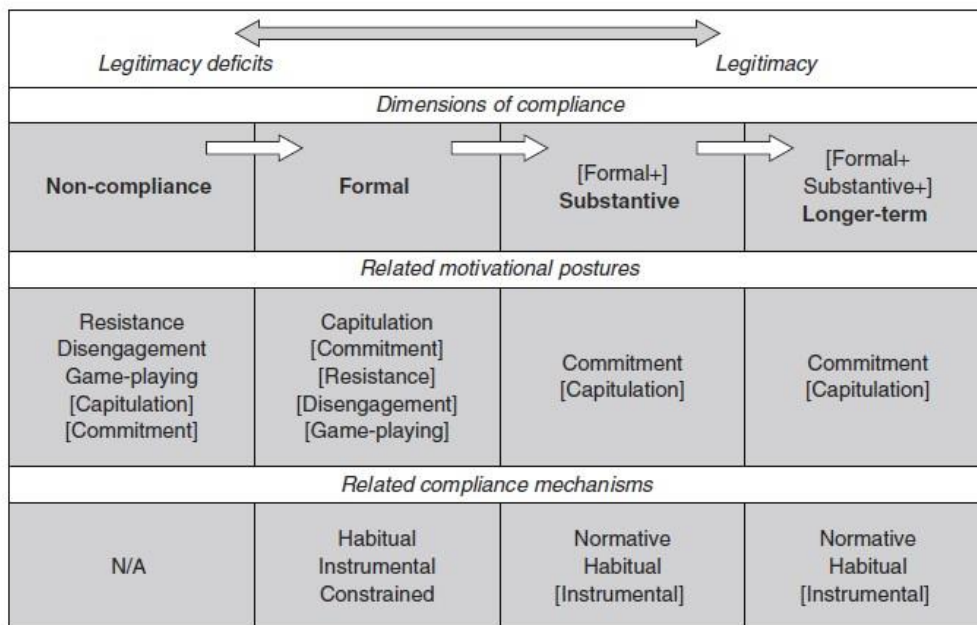 Legitimacy deficits
Legitimacy
Dimensions of compliance
Non-compliance
Formal
[Formal+]
Substantive
[Formal+
Substantive+]
Longer-term
Related motivational postures
Resistance
Disengagement
Game-playing
[Capitulation]
[Commitment]
Capitulation
[Commitment]
[Resistance]
[Disengagement]
[Game-playing]
Commitment
[Capitulation]
Commitment
[Capitulation]
Related compliance mechanisms
N/A
Habitual
Instrumental
Constrained
Normative
Habitual
[Instrumental]
Normative
Habitual
[Instrumental]